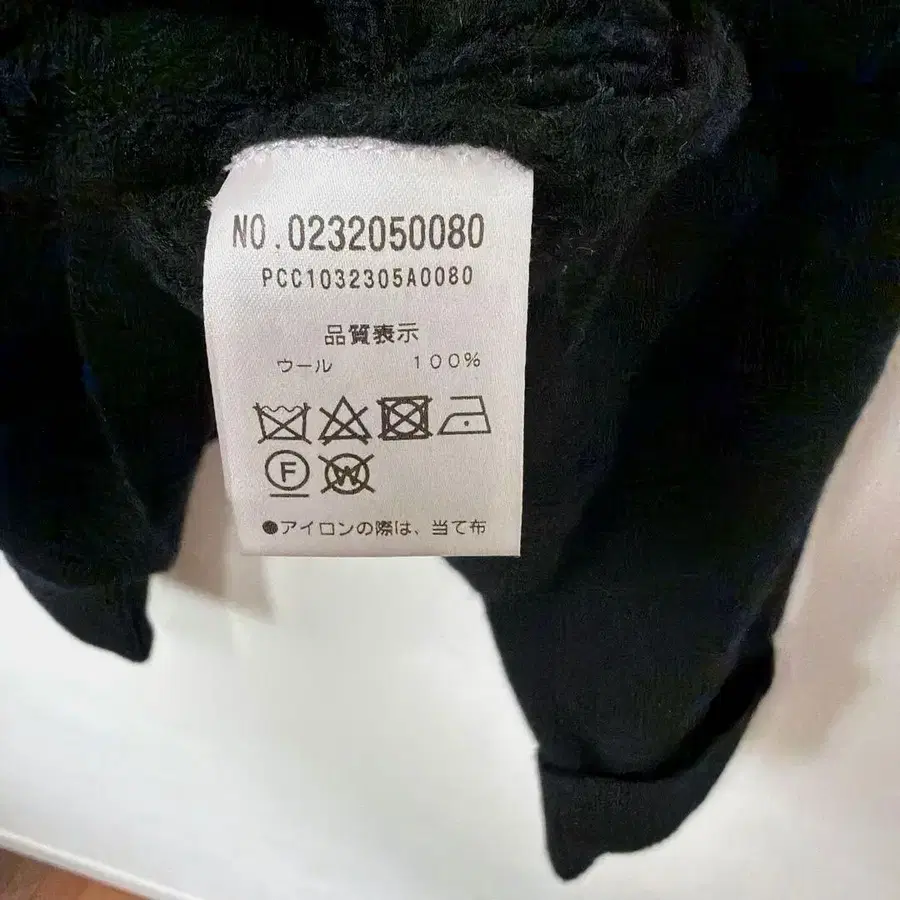 NO.0232050080
PCC1032305A0080
品質表示
ウール 100%
F W
●アイロンの際は、当て布